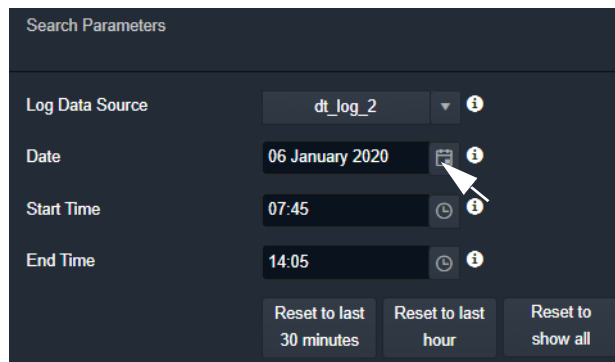 Search Parameters
Log Data Source
dt_log_2
Date
06 January 2020
Start Time
07:45
End Time
14:05
Reset to last
30 minutes
Reset to last
hour
Reset to
show all